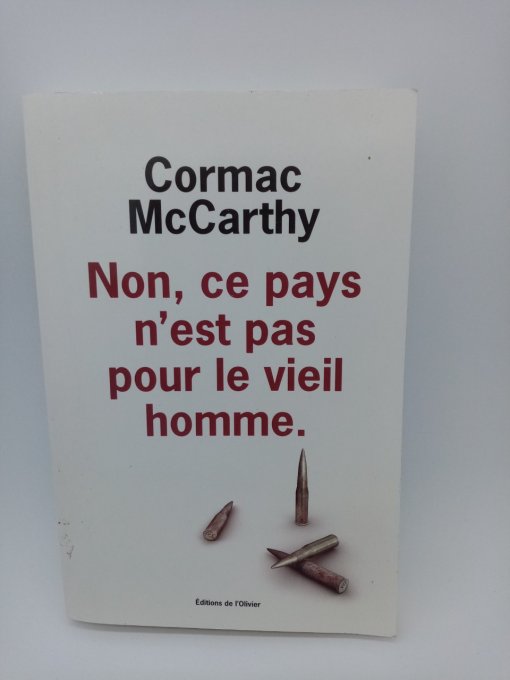 Cormac
McCarthy
Non, ce pays
n'est pas
pour le vieil
homme.
Éditions de l'Olivier